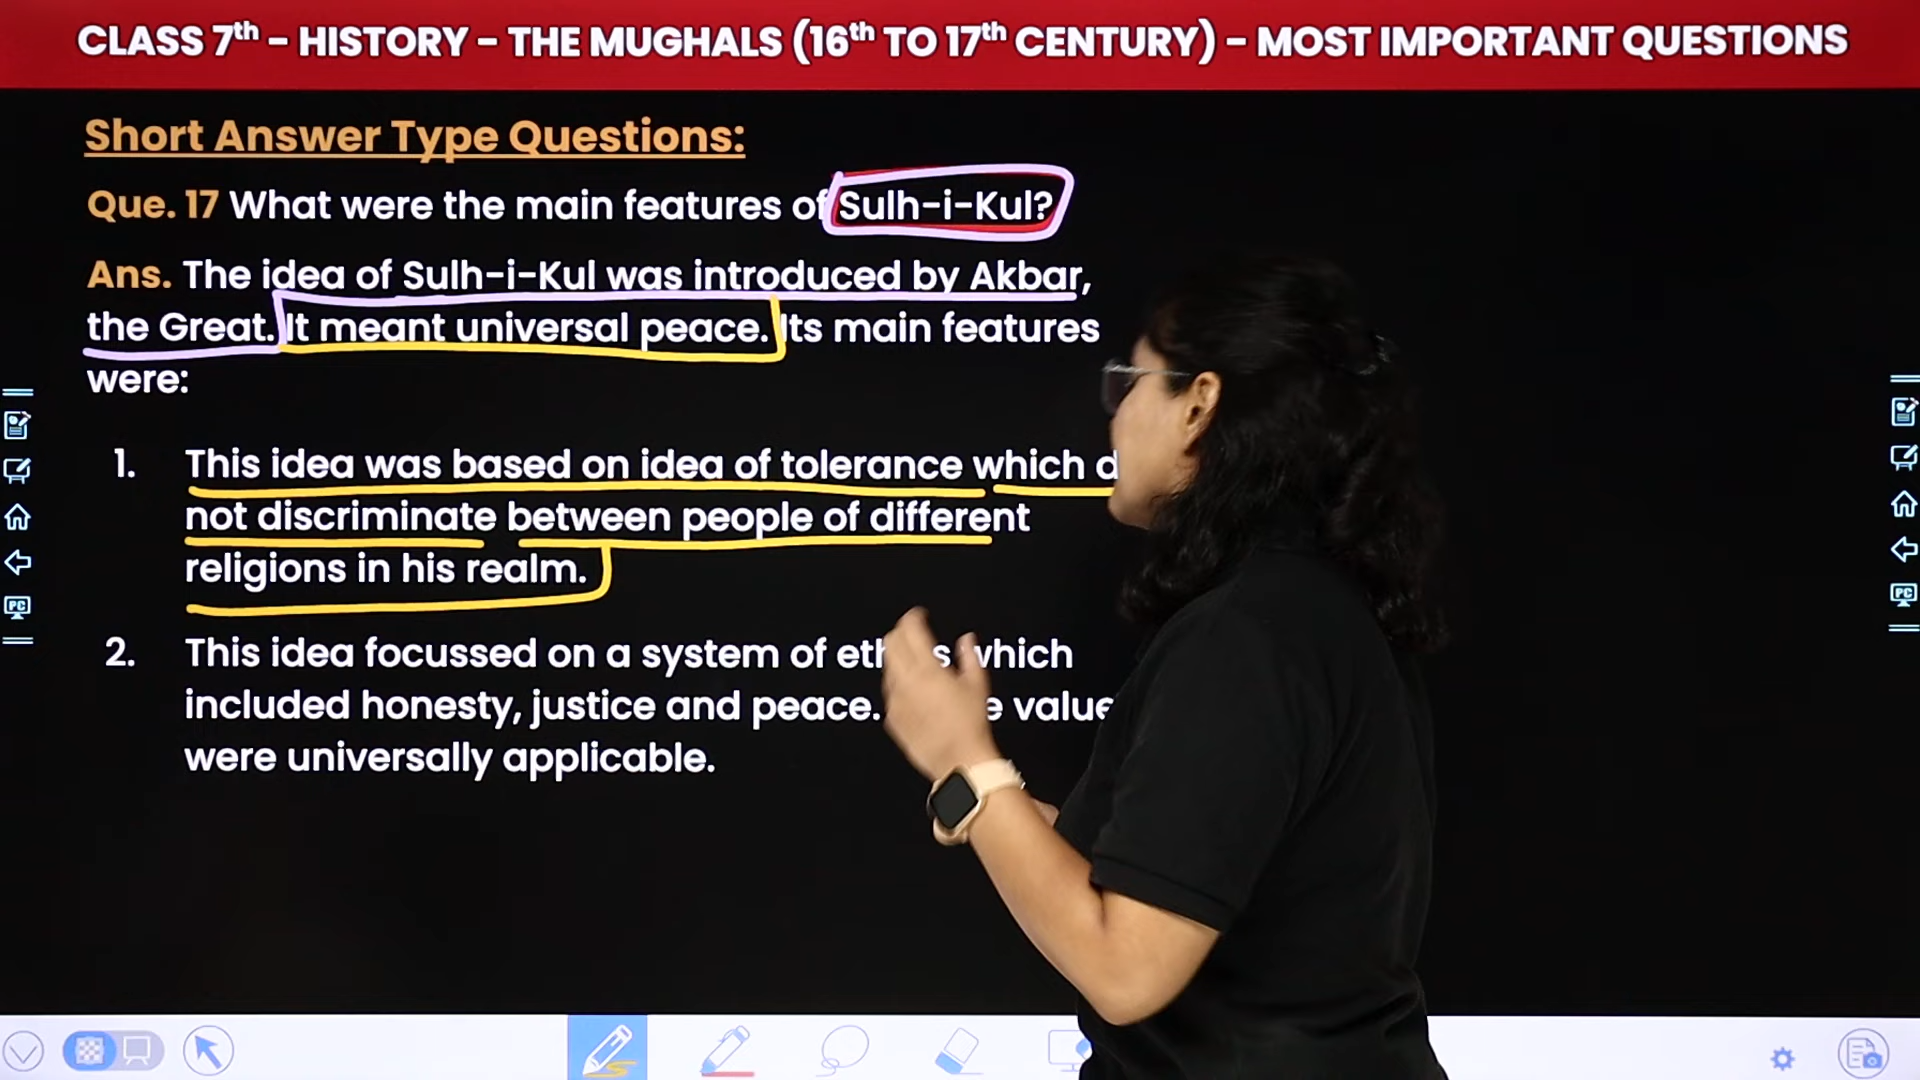 CLASS 7th - HISTORY - THE MUGHALS (16th TO 17th CENTURY) - MOST IMPORTANT QUESTIONS
Short Answer Type Questions:
Que. 17 What were the main features of Sulh-i-Kul?
Ans. The idea of Sulh-i-Kul was introduced by Akbar,
the Great. It meant universal peace. Its main features
were:
1. This idea was based on idea of tolerance which
not discriminate between people of different
religions in his realm.
2. This idea focussed on a system of which
included honesty, justice and peace.
were universally applicable.
PC
PC